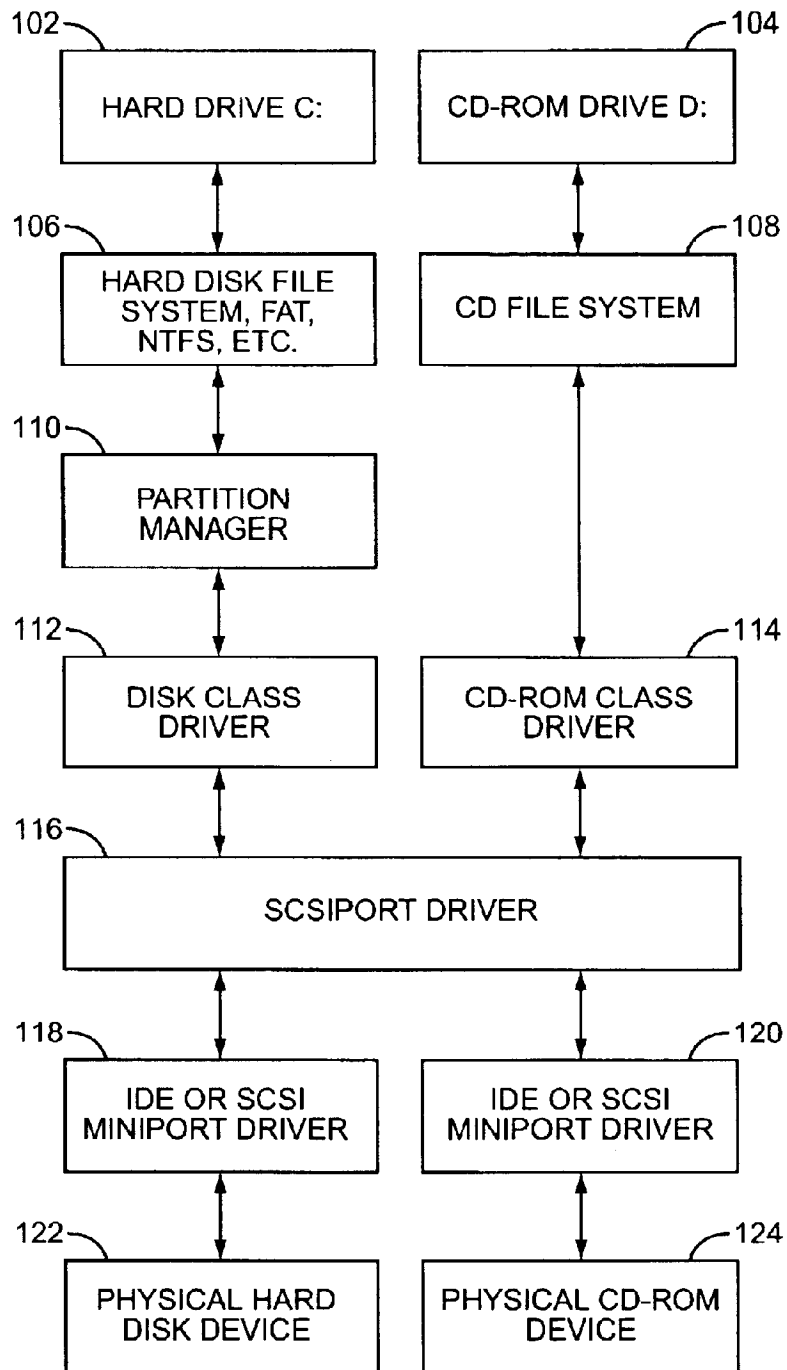 102
104
HARD DRIVE C:
CD-ROM DRIVE D:
106
108
HARD DISK FILE
SYSTEM, FAT,
NTFS, ETC.
CD FILE SYSTEM
110
PARTITION
MANAGER
112
114
DISK CLASS
DRIVER
CD-ROM CLASS
DRIVER
116
SCSIPORT DRIVER
118
120
IDE OR SCSI
MINIPORT DRIVER
IDE OR SCSI
MINIPORT DRIVER
122
124
PHYSICAL HARD
DISK DEVICE
PHYSICAL CD-ROM
DEVICE